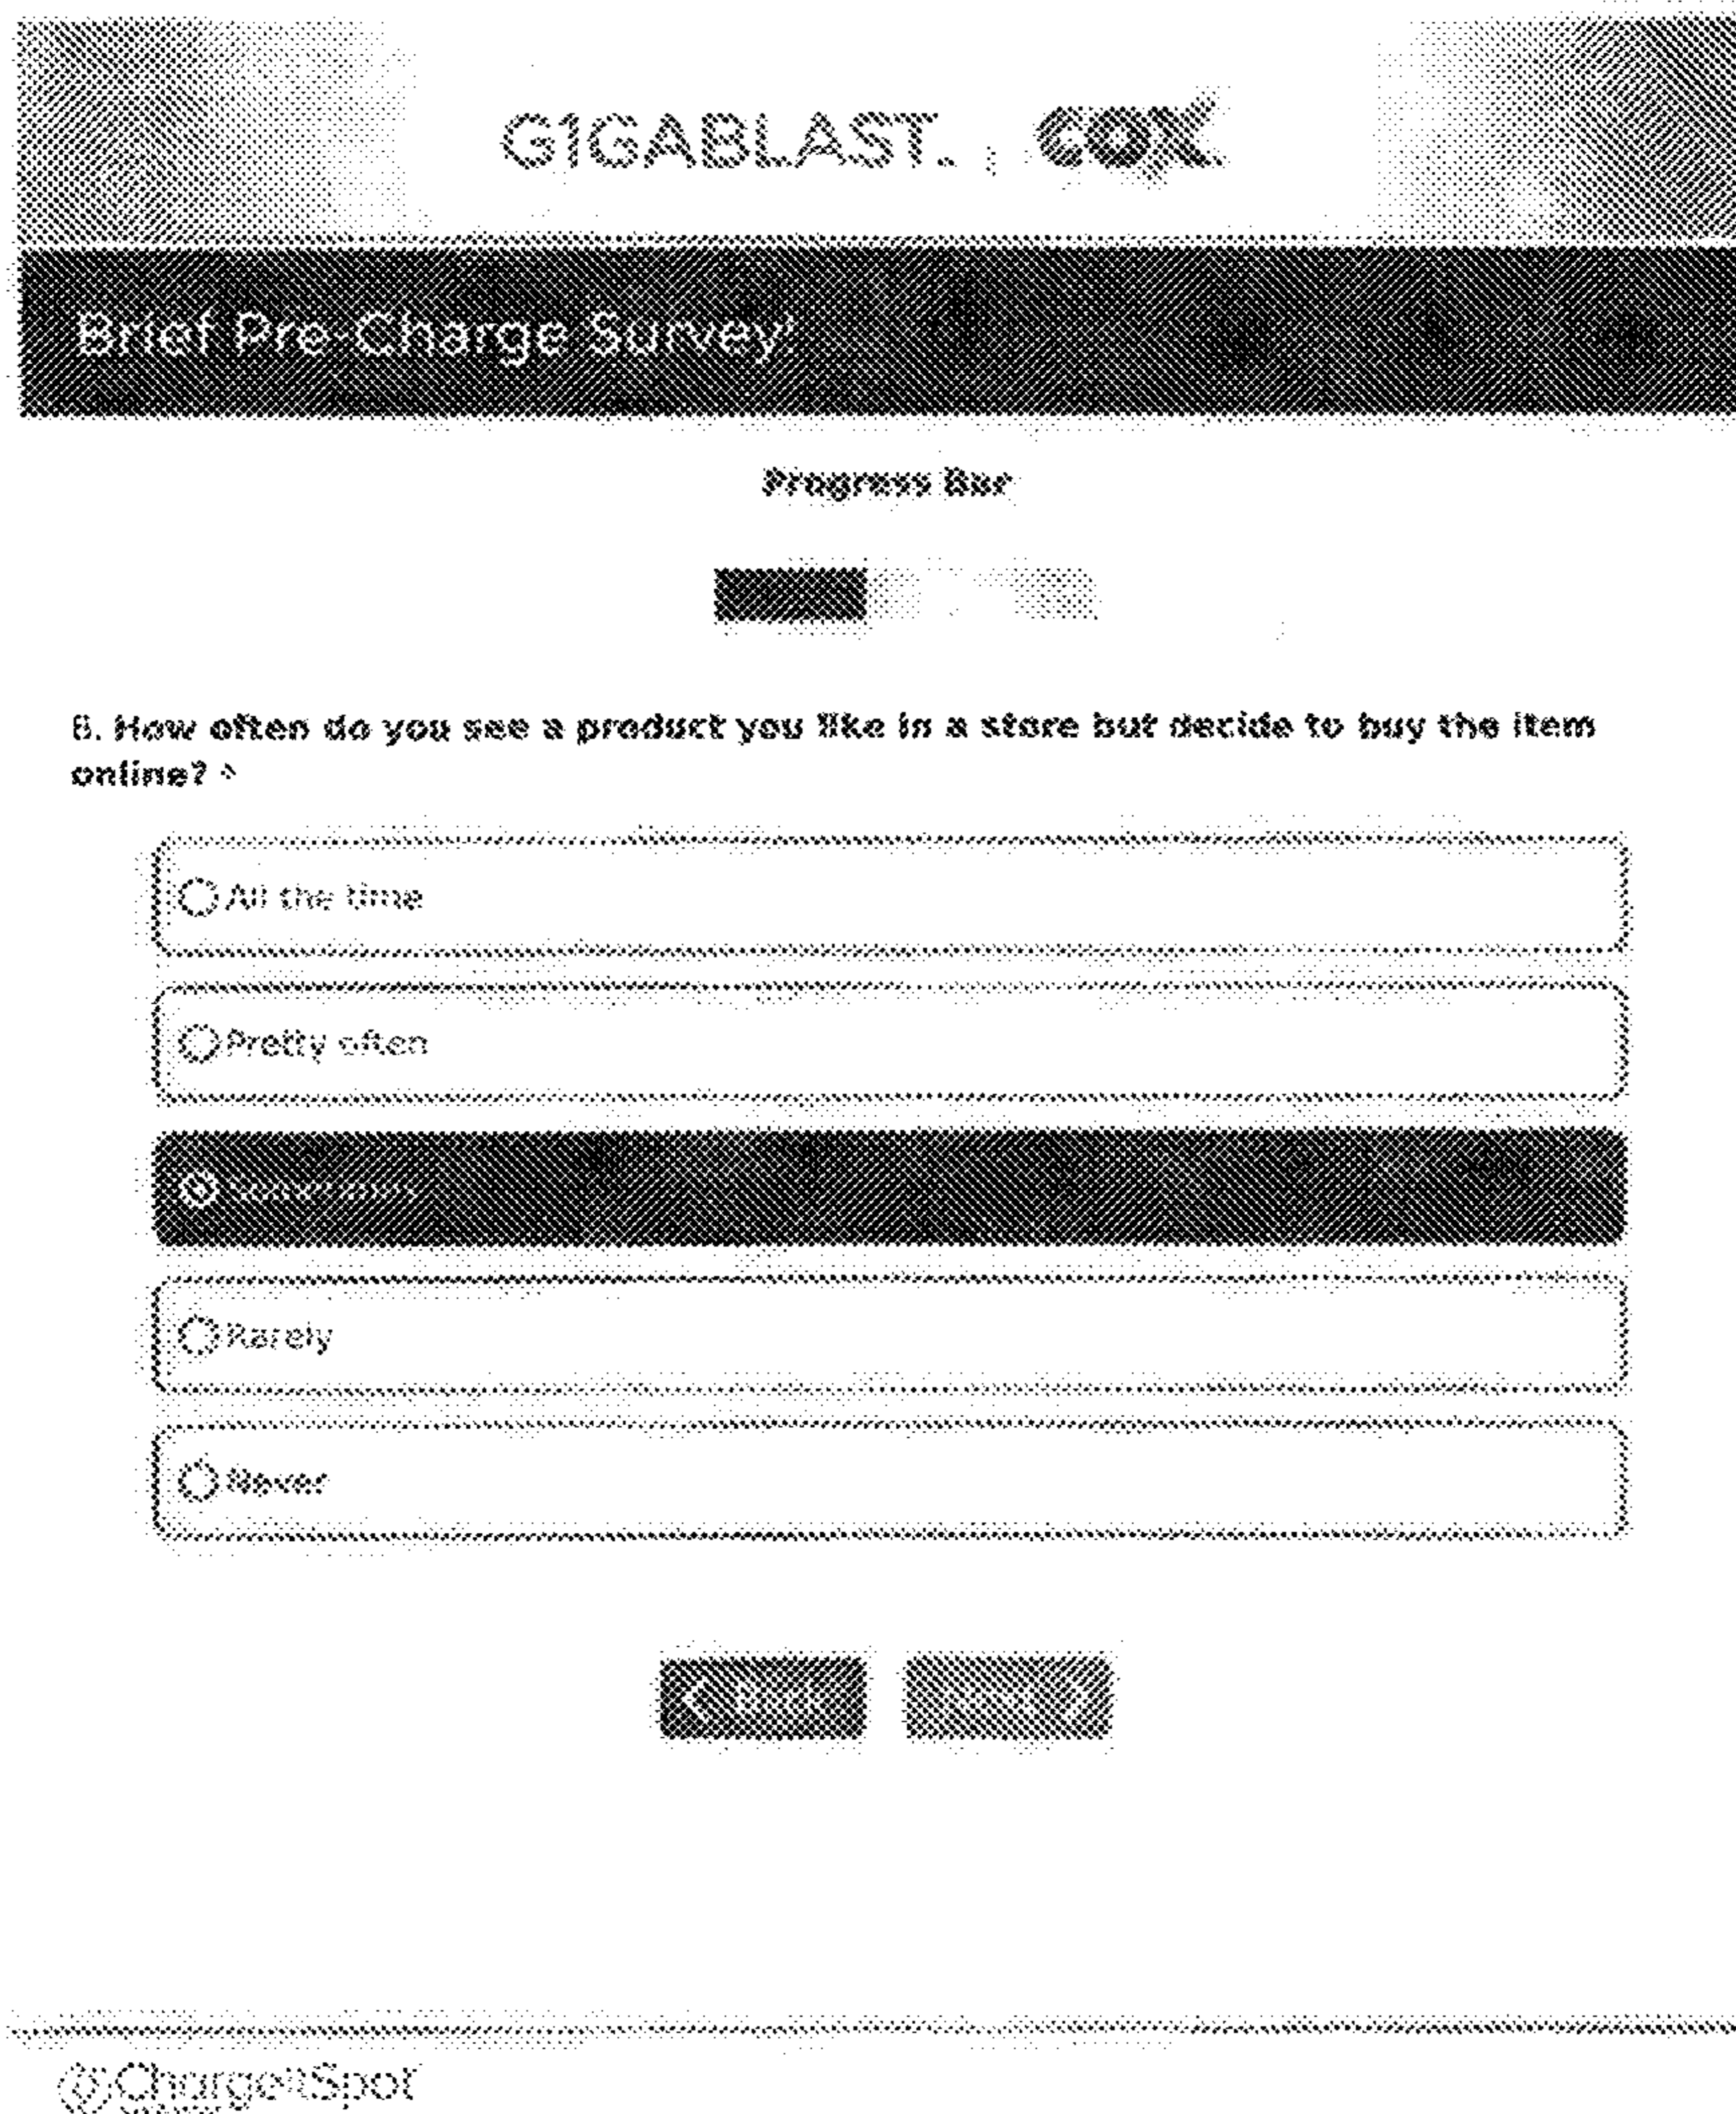 G1GABLAST. | COX
Brief Pre-Charge Survey!
Progress Bar
How often do you see a product you like in a store but decide to buy the item
online?
All the time
Pretty often
Rarely
Never
ChargeItSpot